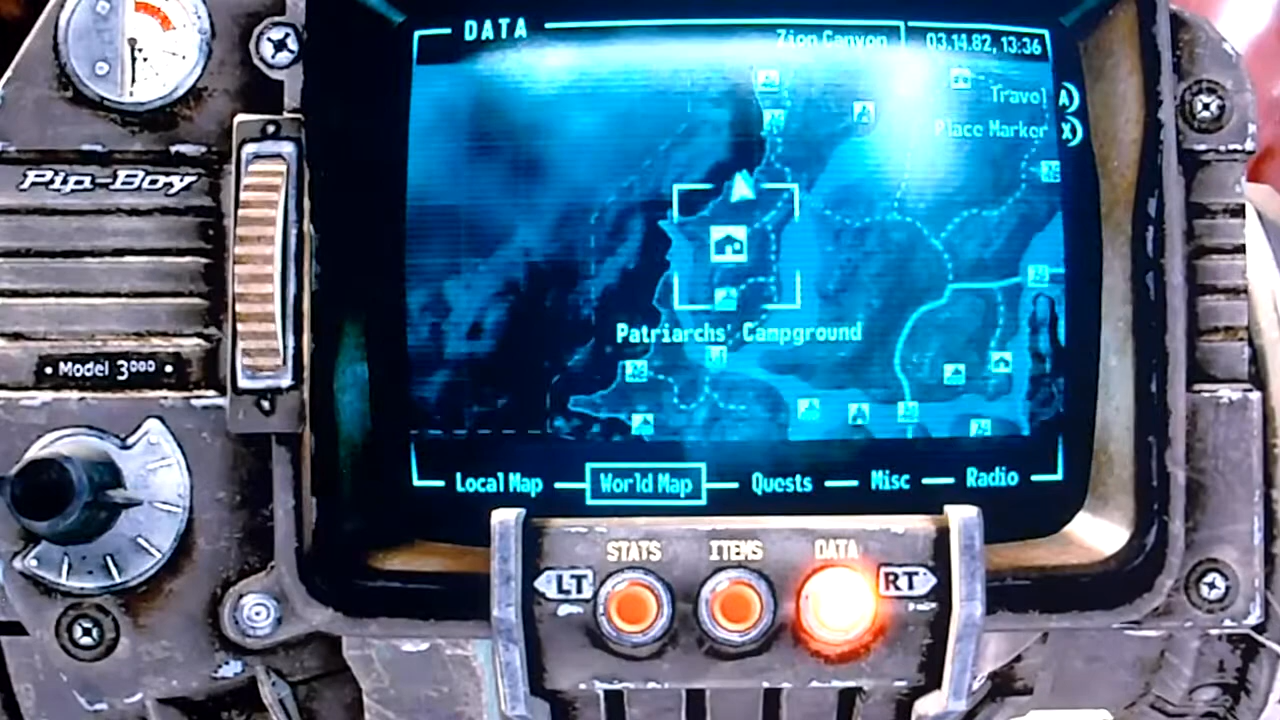 DATA
Zion Canyon
03.14.82, 13:36
Travel A)
Place Marker X)
Pip-Boy
Patriarchs' Campground
• Model 3000 •
Local Map
World Map
Quests
Misc
Radio
STATS
ITEMS
DATA
LT
RT